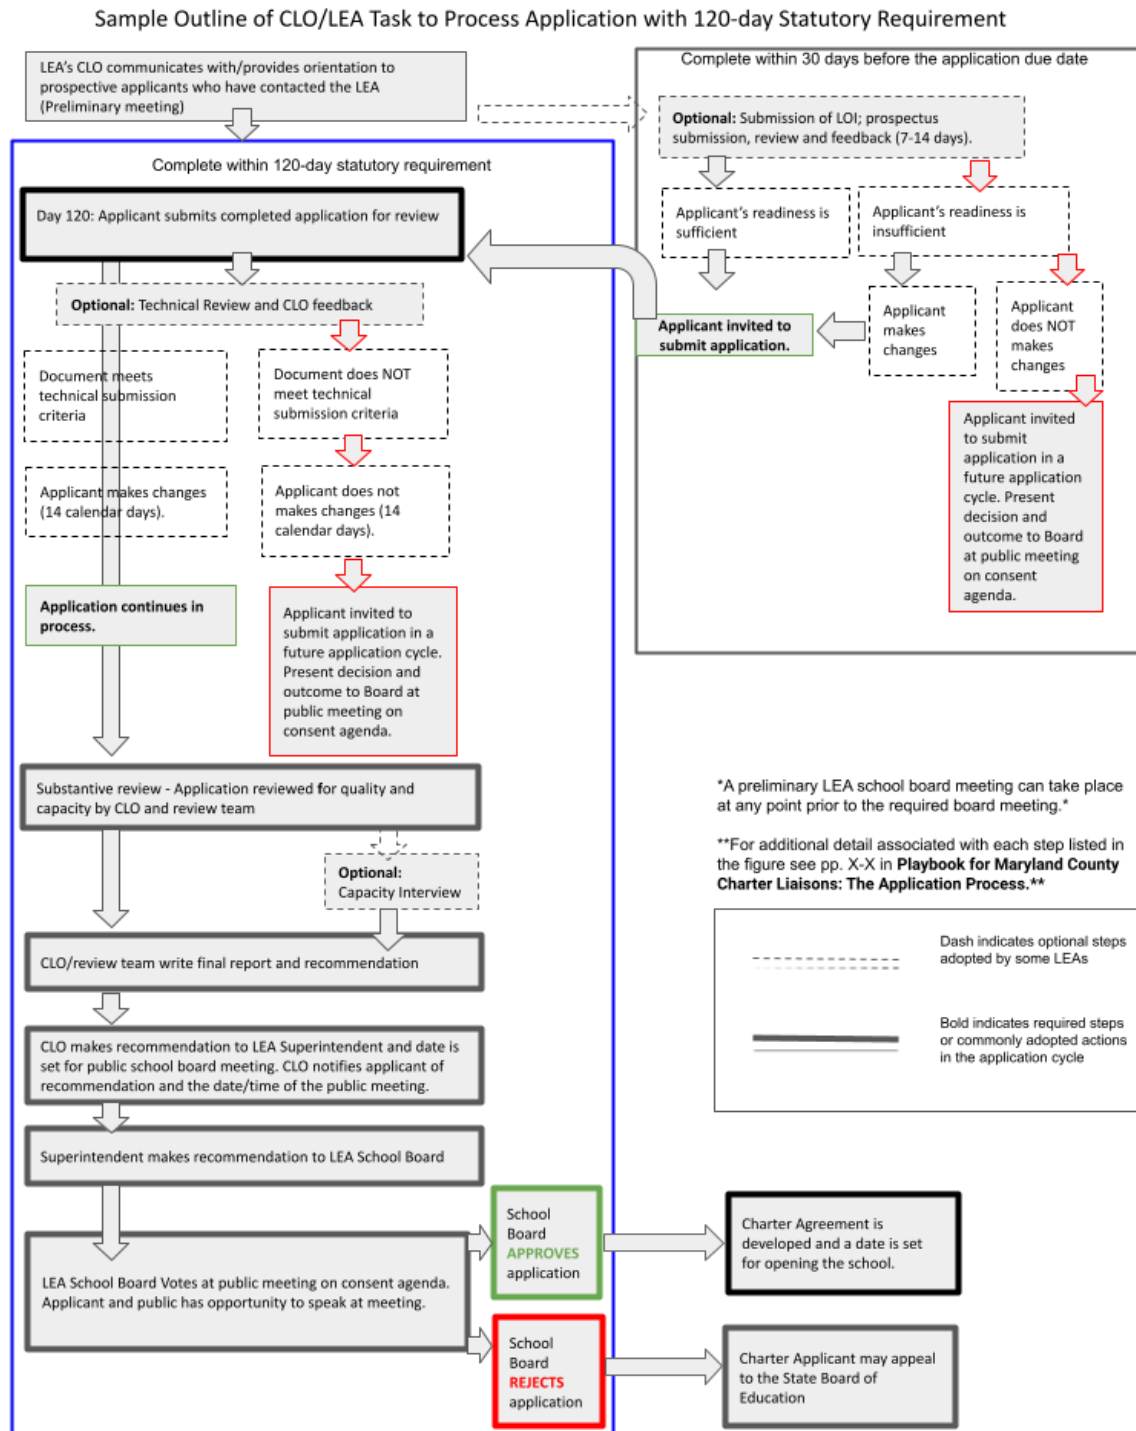 Sample Outline of CLO/LEA Task to Process Application with 120-day Statutory Requirement
LEA's CLO communicates with/provides orientation to
prospective applicants who have contacted the LEA
(Preliminary meeting)
Complete within 30 days before the application due date
Optional: Submission of LOI; prospectus
submission, review and feedback (7-14 days).
Applicant's readiness is
sufficient
Applicant's readiness is
insufficient
Applicant invited to
submit application.
Applicant
makes
changes
Applicant
does NOT
makes
changes
Applicant invited
to submit
application in a
future application
cycle. Present
decision and
outcome to Board
at public meeting
on consent
agenda.
Complete within 120-day statutory requirement
Day 120: Applicant submits completed application for review
Optional: Technical Review and CLO feedback
Document meets
technical submission
criteria
Document does NOT
meet technical
submission criteria
Applicant makes changes
(14 calendar days).
Applicant does not
makes changes (14
calendar days).
Application continues in
process.
Applicant invited to
submit application in a
future application cycle.
Present decision and
outcome to Board at
public meeting on
consent agenda.
Substantive review - Application reviewed for quality and
capacity by CLO and review team
Optional:
Capacity Interview
CLO/review team write final report and recommendation
CLO makes recommendation to LEA Superintendent and date is
set for public school board meeting. CLO notifies applicant of
recommendation and the date/time of the public meeting.
Superintendent makes recommendation to LEA School Board
LEA School Board Votes at public meeting on consent agenda.
Applicant and public has opportunity to speak at meeting.
School
Board
APPROVES
application
Charter Agreement is
developed and a date is set
for opening the school.
School
Board
REJECTS
application
Charter Applicant may appeal
to the State Board of
Education
*A preliminary LEA school board meeting can take place
at any point prior to the required board meeting.*
**For additional detail associated with each step listed in
the figure see pp. X-X in Playbook for Maryland County
Charter Liaisons: The Application Process.**
Dash indicates optional steps
adopted by some LEAs
Bold indicates required steps
or commonly adopted actions
in the application cycle